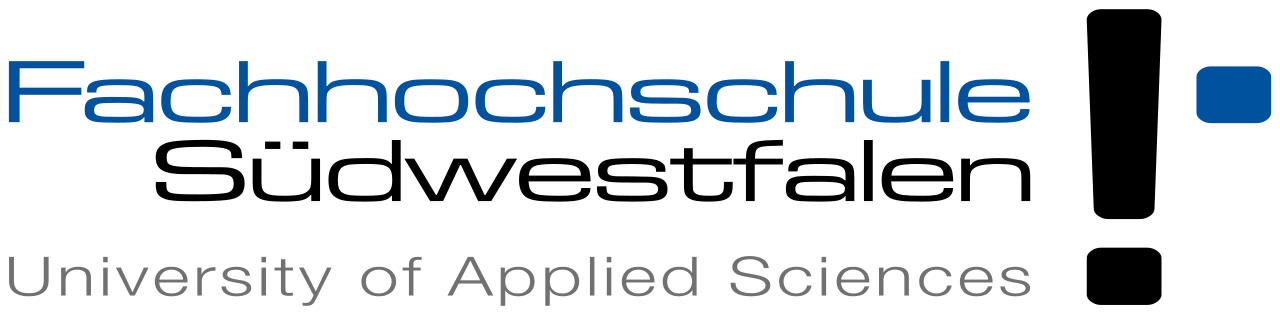 Fachhochschule
Südwestfalen
University of Applied Sciences